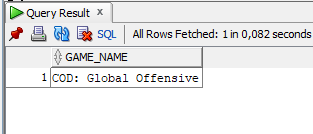 Query Result x
SQL | All Rows Fetched: 1 in 0,082 seconds
GAME_NAME
1 COD: Global Offensive